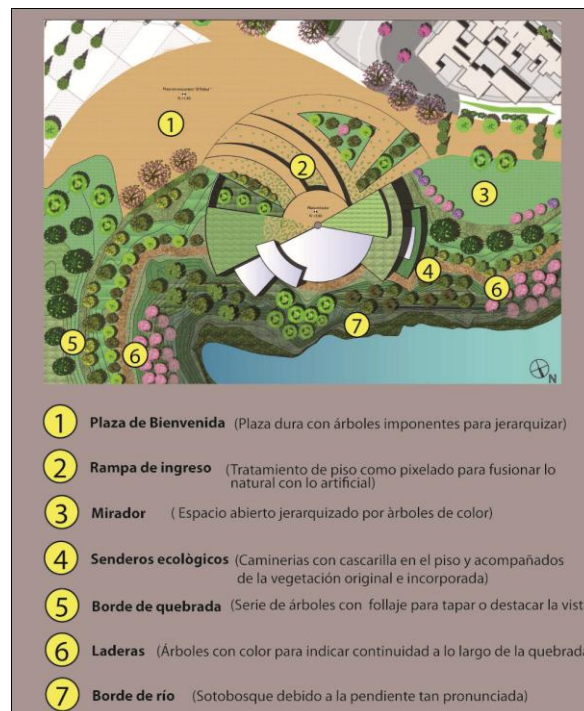 1
2
3
4
5
6
6
7
N
1 Plaza de Bienvenida (Plaza dura con árboles imponentes para jerarquizar)
2 Rampa de ingreso (Tratamiento de piso como pixelado para fusionar lo
natural con lo artificial)
3 Mirador ( Espacio abierto jerarquizado por àrboles de color)
4 Senderos ecològicos (Caminerias con cascarilla en el piso y acompañados
de la vegetación original e incorporada)
5 Borde de quebrada (Serie de árboles con follaje para tapar o destacar la vist
6 Laderas (Árboles con color para indicar continuidad a lo largo de la quebrada
7 Borde de río (Sotobosque debido a la pendiente tan pronunciada)